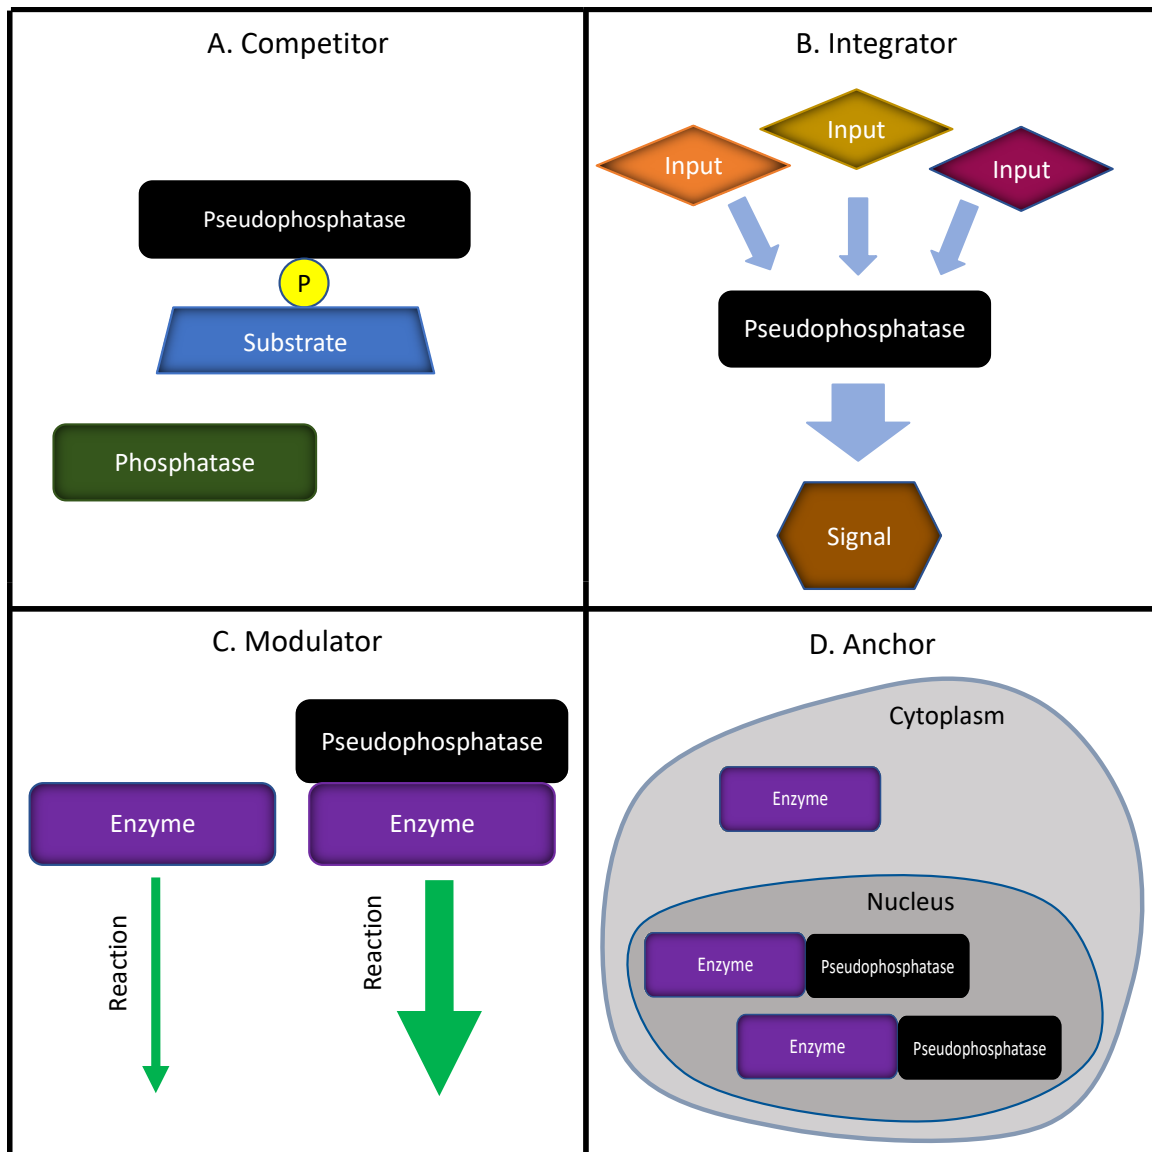 A. Competitor
Pseudophosphatase
P
Substrate
Phosphatase
B. Integrator
Input
Input
Input
Pseudophosphatase
Signal
C. Modulator
Pseudophosphatase
Enzyme
Enzyme
Reaction
Reaction
D. Anchor
Cytoplasm
Enzyme
Nucleus
Enzyme
Pseudophosphatase
Enzyme
Pseudophosphatase